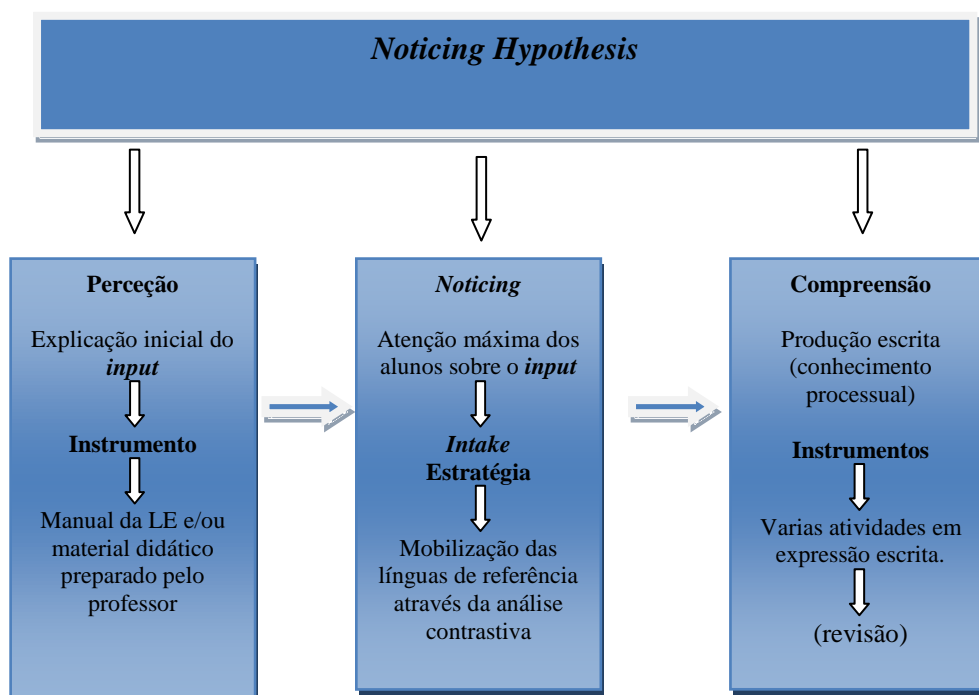 Noticing Hypothesis
Perceção
Explicação inicial do
input
Instrumento
Manual da LE e/ou
material didático
preparado pelo
professor
Noticing
Atenção máxima dos
alunos sobre o input
Intake
Estratégia
Mobilização das
línguas de referência
através da análise
contrastiva
Compreensão
Produção escrita
(conhecimento
processual)
Instrumentos
Varias atividades em
expressão escrita.
(revisão)